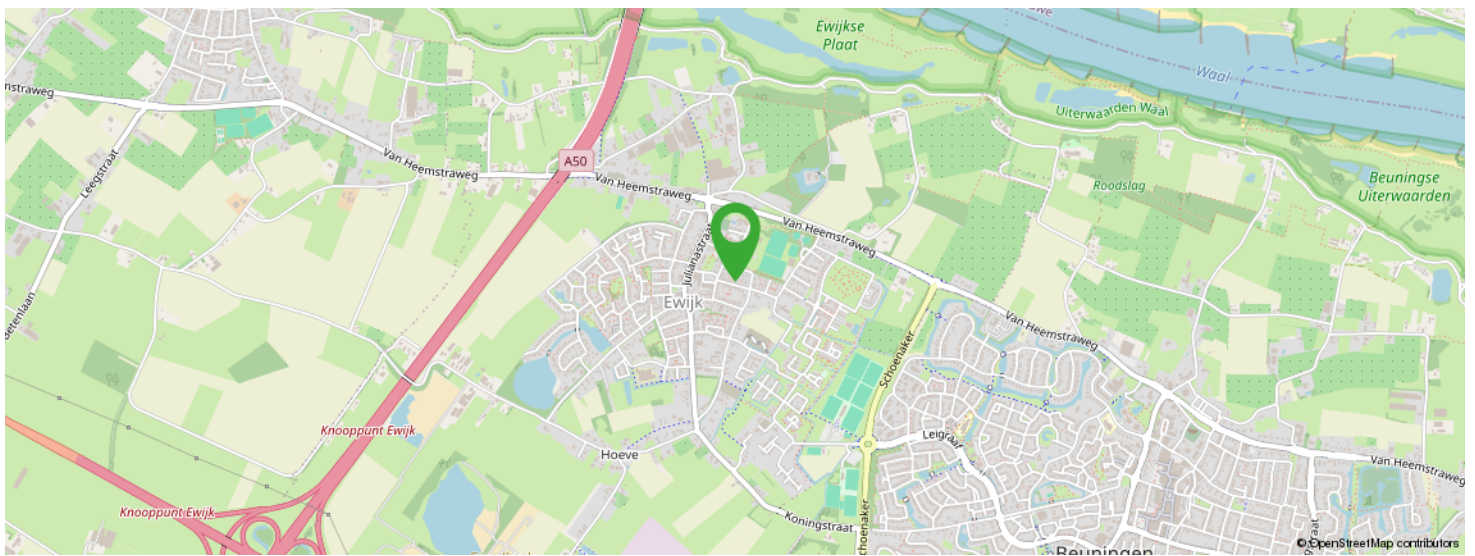 Ewijkse
Plaat
Waal
Uiterwaarden Waal
A50
Van Heemstraweg
Leegstraat
Van Heemstraweg
Roodslag
Beuningse
Uiterwaarden
Julianastraat
Van Heemstraweg
Ewijk
Van Heemstraweg
Schoenaker
Knooppunt Ewijk
Leigraaf
Hoeve
Van Heemstraweg
Knooppunt Ewijk
Koningstraat
Schoenaker
Beuningen
© OpenStreetMap contributors